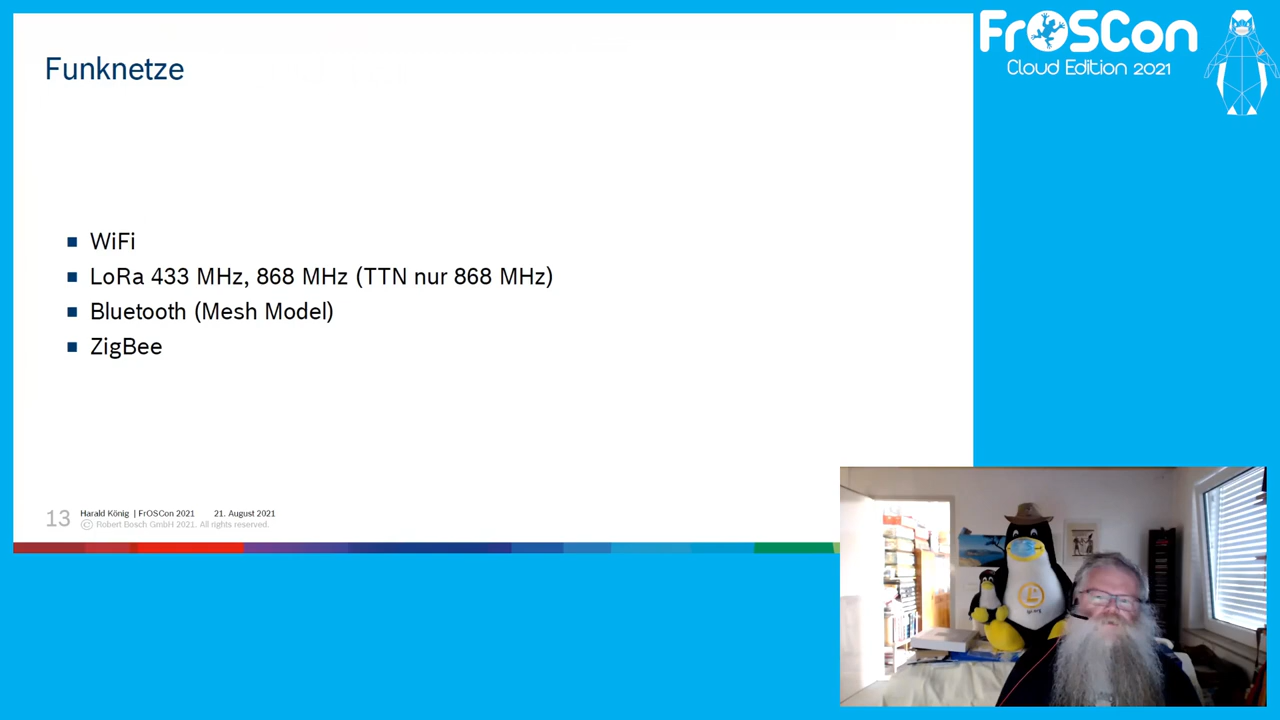 FrOSCon
Cloud Edition 2021
Funknetze
WiFi
LoRa 433 MHz, 868 MHz (TTN nur 868 MHz)
Bluetooth (Mesh Model)
ZigBee
13
Harald König | FrOSCon 2021 21. August 2021
© Robert Bosch GmbH 2021. All rights reserved.